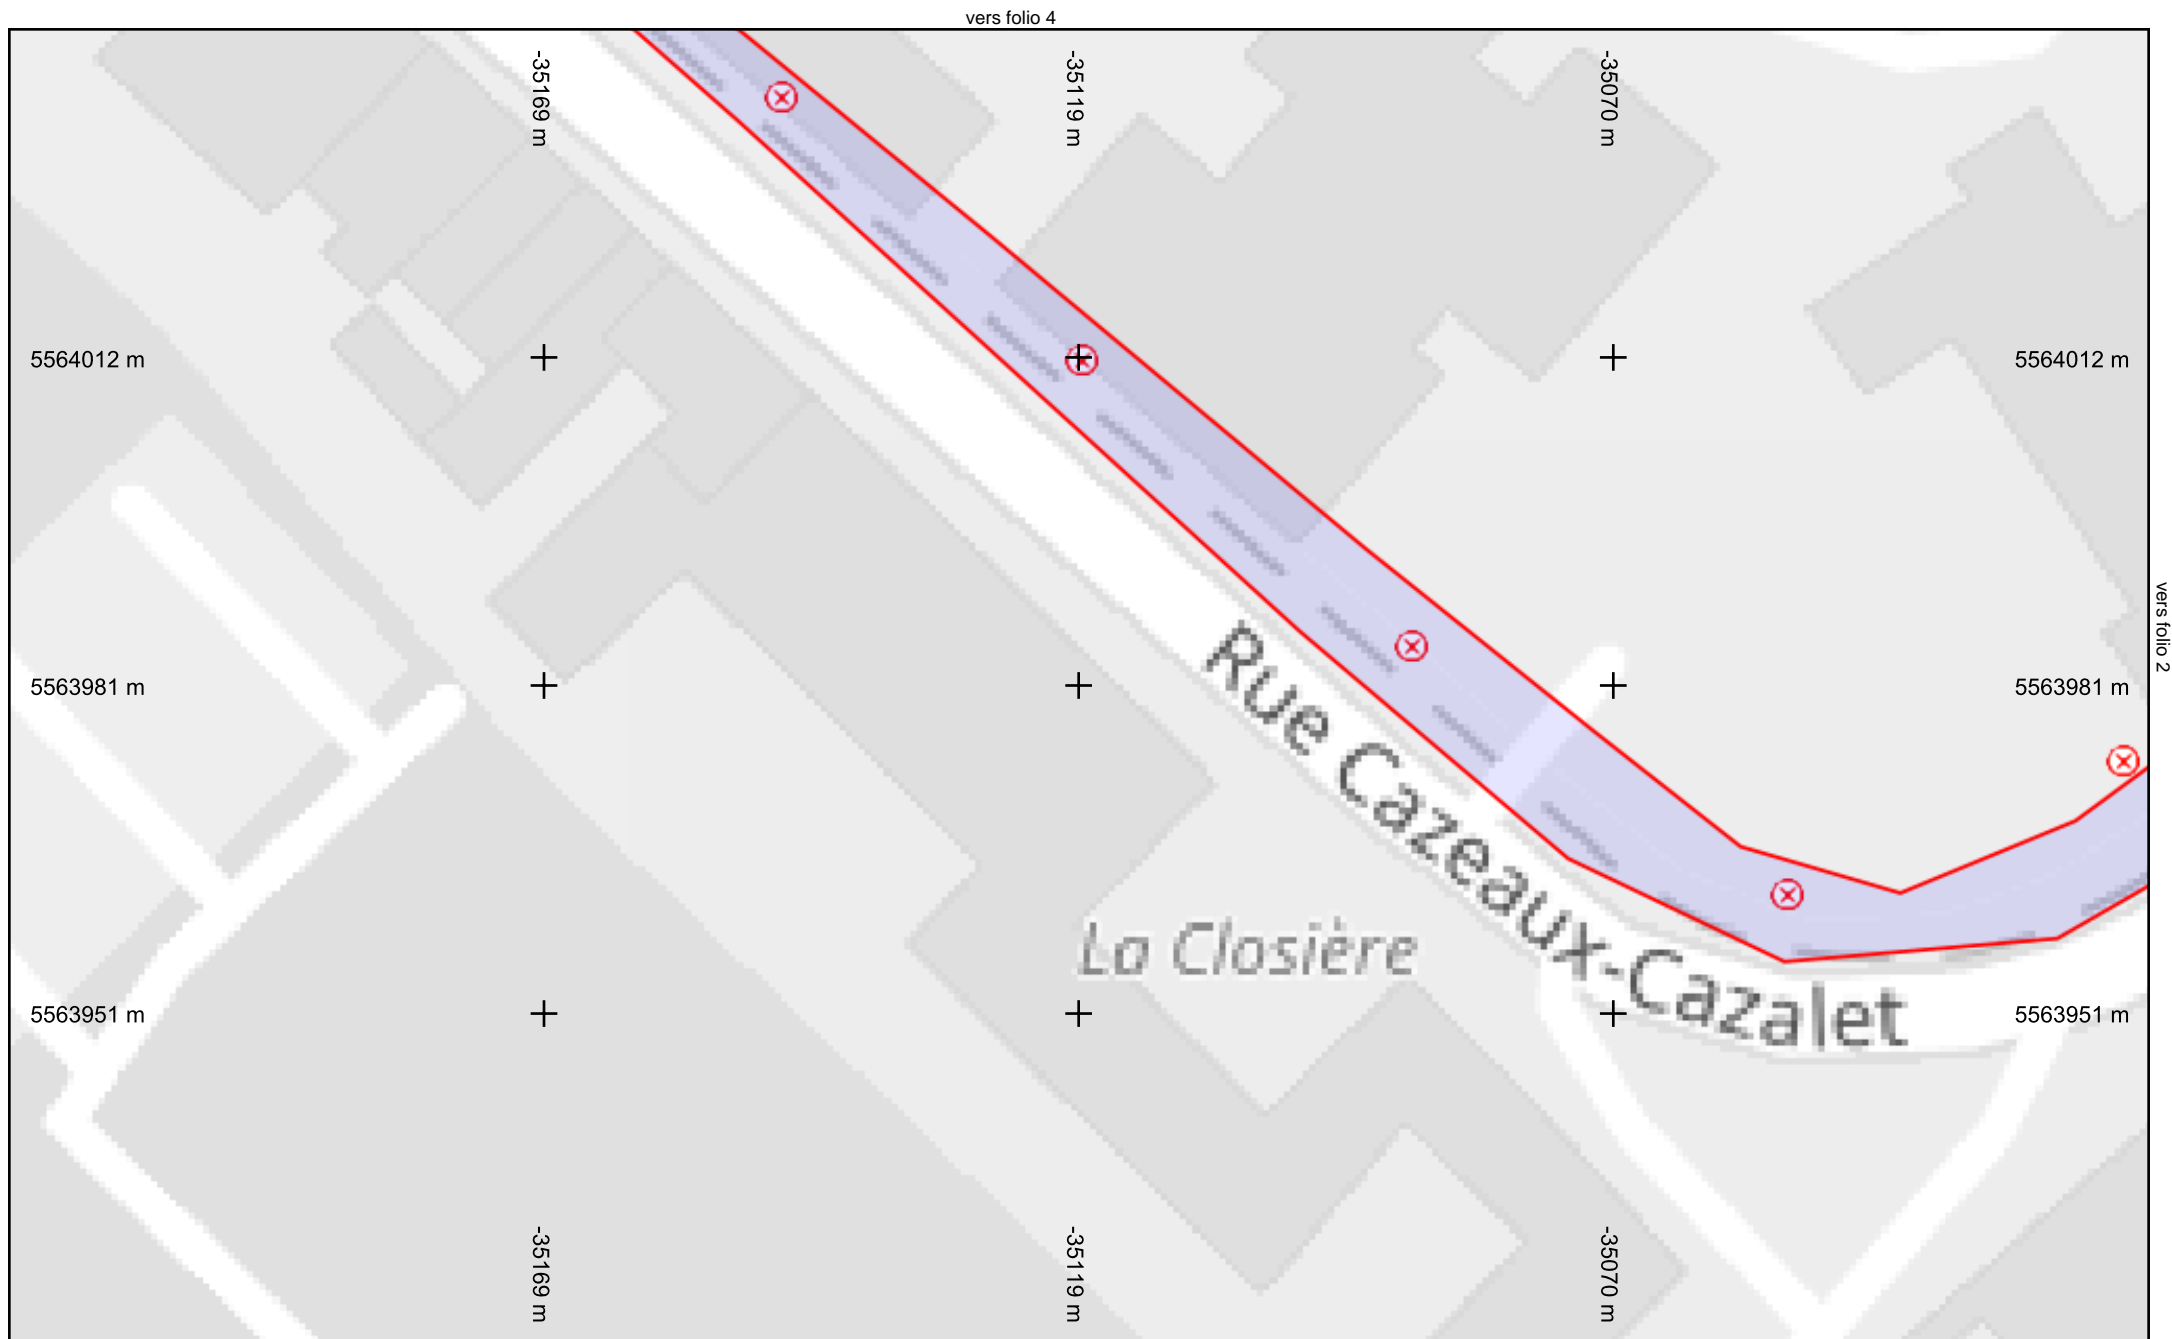 vers folio 4
-35169 m
-35119 m
-35070 m
5564012 m
5564012 m
vers folio 2
Rue Cazeaux-Cazalet
5563981 m
5563981 m
La Closière
5563951 m
5563951 m
-35169 m
-35119 m
-35070 m